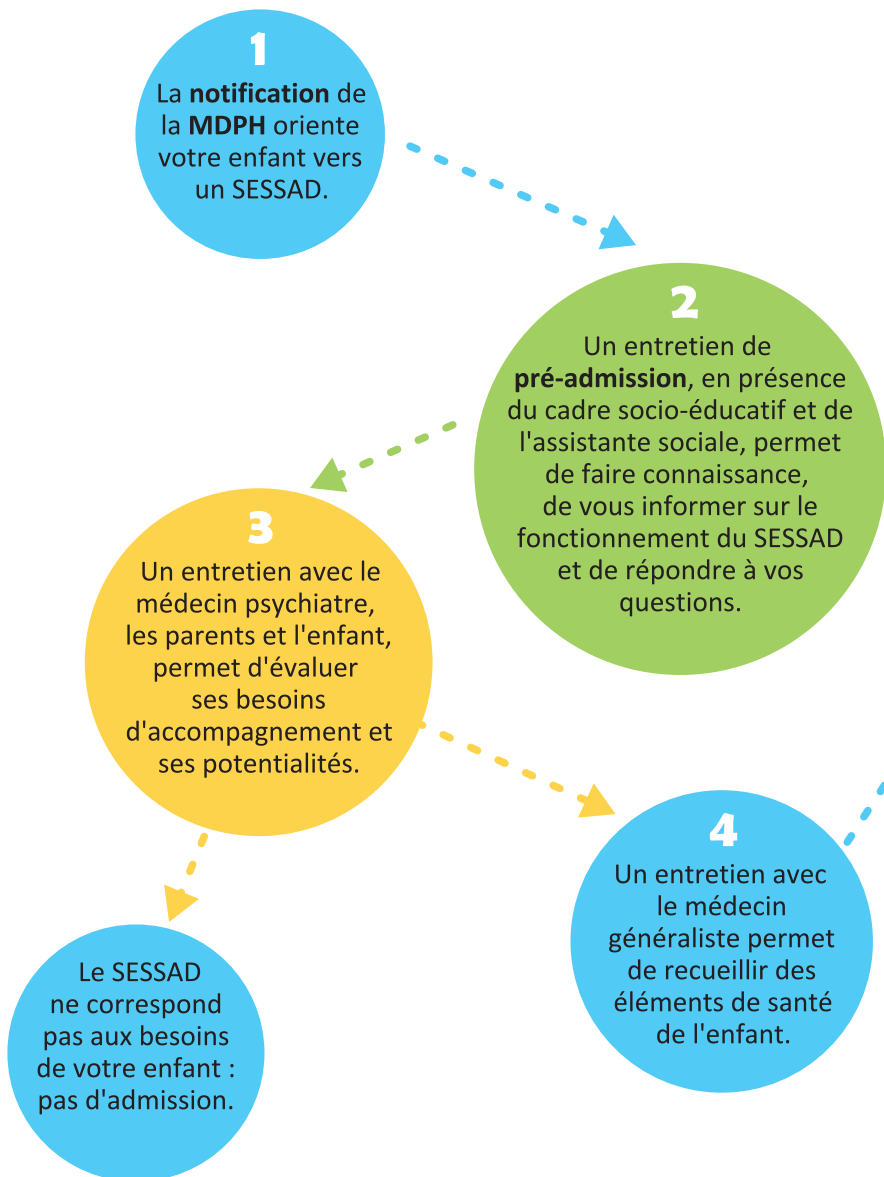 1
La notification de
la MDPH oriente
votre enfant vers
un SESSAD.
2
Un entretien de
pré-admission, en présence
du cadre socio-éducatif et de
l'assistante sociale, permet
de faire connaissance,
de vous informer sur le
fonctionnement du SESSAD
et de répondre à vos
questions.
3
Un entretien avec le
médecin psychiatre,
les parents et l'enfant,
permet d'évaluer
ses besoins
d'accompagnement et
ses potentialités.
4
Un entretien avec
le médecin
généraliste permet
de recueillir des
éléments de santé
de l'enfant.
Le SESSAD
ne correspond
pas aux besoins
de votre enfant :
pas d'admission.